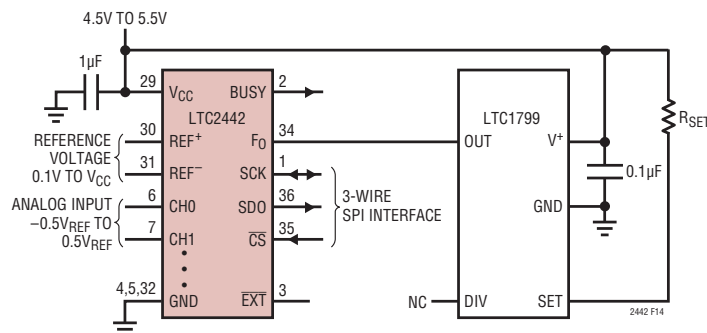 4.5V TO 5.5V
1µF
29
VCC
BUSY
2
LTC2442
30
REF+
FO
34
REFERENCE
VOLTAGE
0.1V TO VCC
31
REF−
SCK
1
ANALOG INPUT
−0.5VREF TO
0.5VREF
6
CH0
SDO
36
7
CH1
CS
35
3-WIRE
SPI INTERFACE
4,5,32
GND
EXT
3
LTC1799
OUT
V+
GND
NC
DIV
SET
RSET
0.1µF
2442 F14